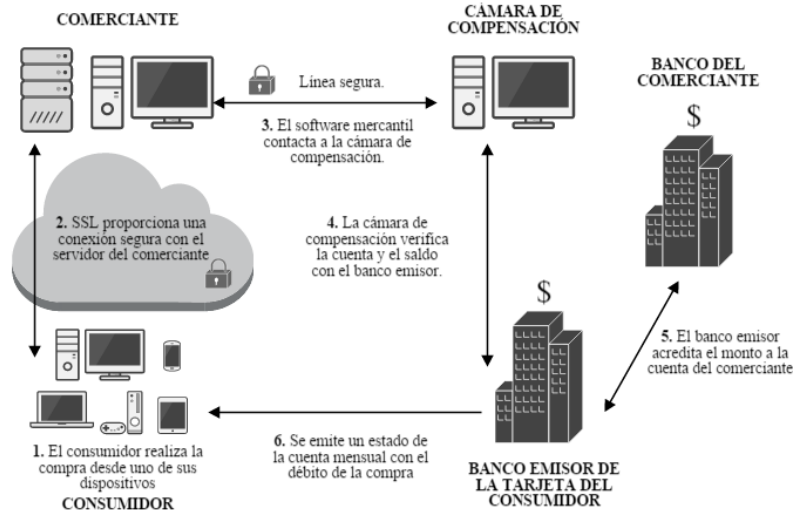 COMERCIANTE
CÁMARA DE
COMPENSACIÓN
BANCO DEL
COMERCIANTE
$
Línea segura.
3. El software mercantil
contacta a la cámara de
compensación.
2. SSL proporciona una
conexión segura con el
servidor del comerciante
4. La cámara de
compensación verifica
la cuenta y el saldo
con el banco emisor.
$
5. El banco emisor
acredita el monto a la
cuenta del comerciante
1. El consumidor realiza la
compra desde uno de sus
dispositivos
CONSUMIDOR
6. Se emite un estado de
la cuenta mensual con el
débito de la compra
BANCO EMISOR DE
LA TARJETA DEL
CONSUMIDOR